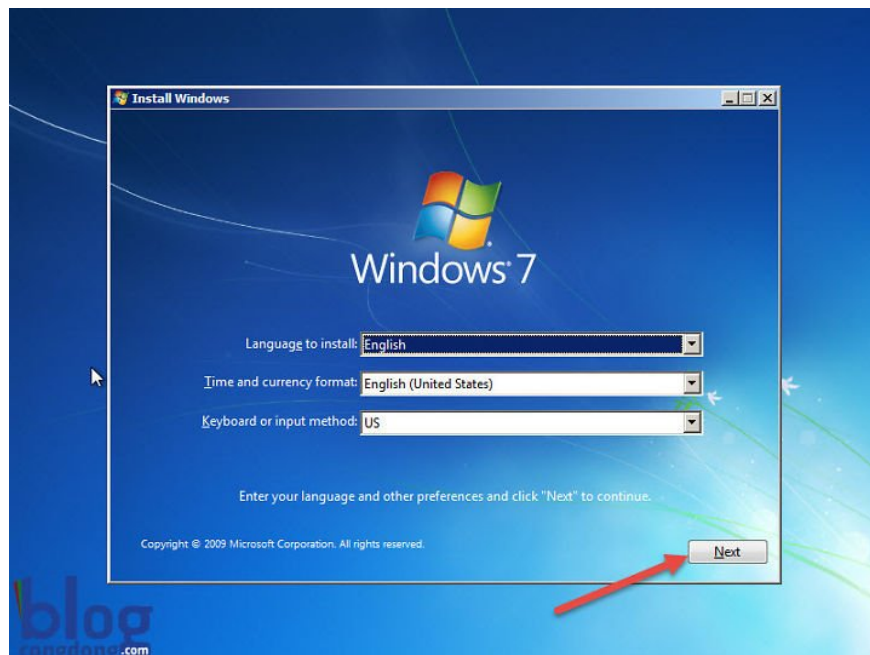 Install Windows
Windows 7
Language to install: English
Time and currency format: English (United States)
Keyboard or input method: US
Enter your language and other preferences and click "Next" to continue.
Copyright © 2009 Microsoft Corporation. All rights reserved.
Next
blog
congdong.com